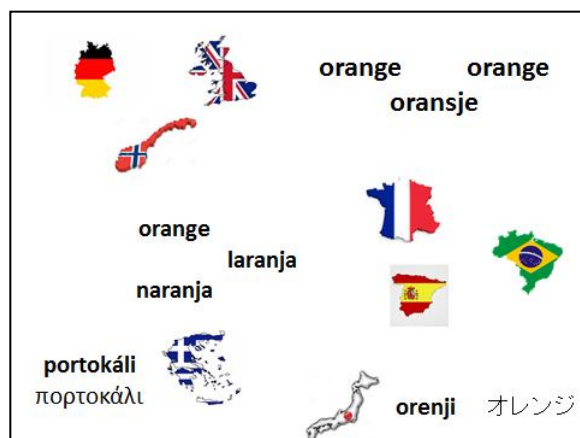 orange orange
oransje
orange
laranja
naranja
portokáli
πορτοκάλι
orenji オレンジ